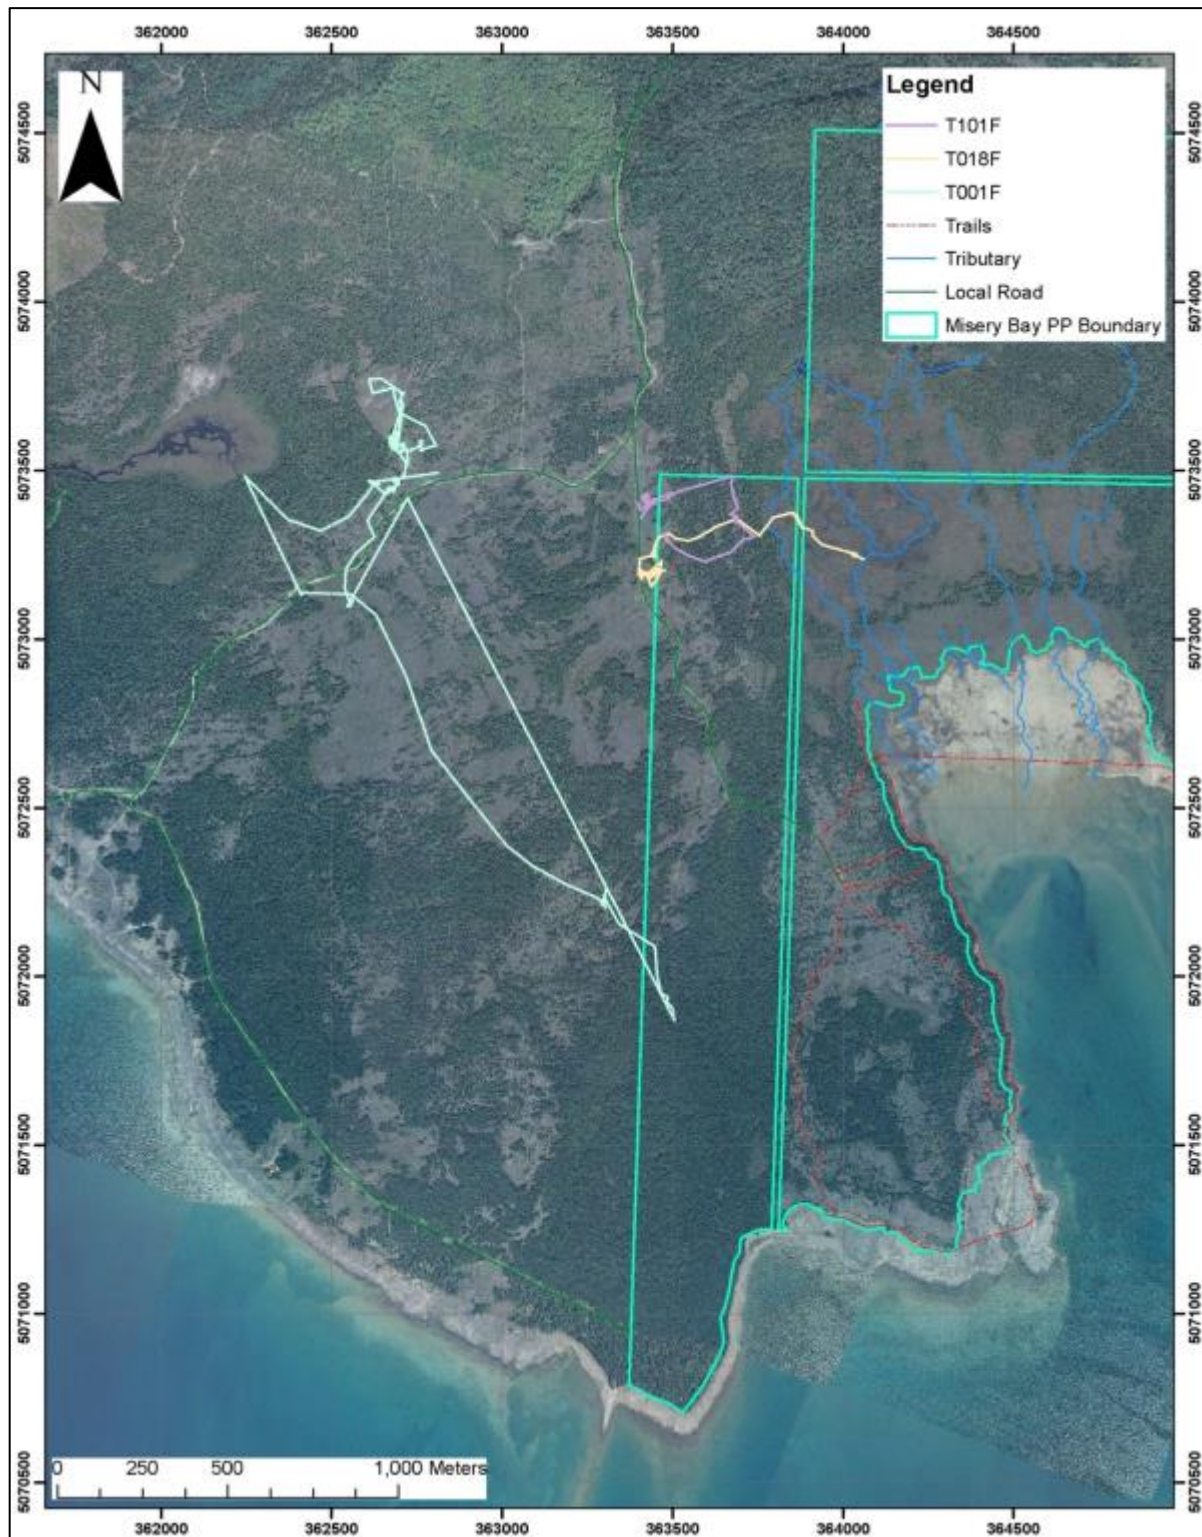 362000 362500 363000 363500 364000 364500
N
Legend
T101F
T018F
T001F
Trails
Tributary
Local Road
Misery Bay PP Boundary
5074500 5074500
5074000 5074000
5073500 5073500
5073000 5073000
5072500 5072500
5072000 5072000
5071500 5071500
5071000 5071000
5070500 5070500
0 250 500 1,000 Meters
362000 362500 363000 363500 364000 364500